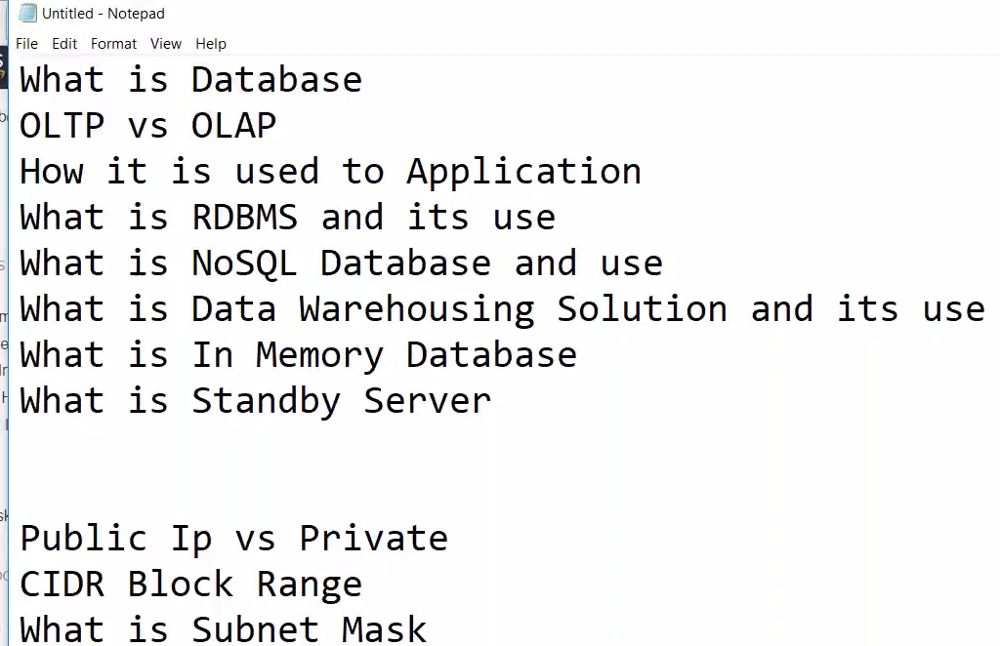 Untitled - Notepad
File Edit Format View Help
What is Database
OLTP vs OLAP
How it is used to Application
What is RDBMS and its use
What is NoSQL Database and use
What is Data Warehousing Solution and its use
What is In Memory Database
What is Standby Server
Public Ip vs Private
CIDR Block Range
What is Subnet Mask